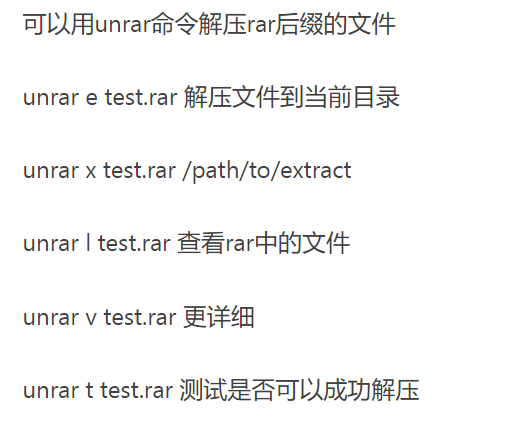 可以用unrar命令解压rar后缀的文件
unrar e test.rar 解压文件到当前目录
unrar x test.rar /path/to/extract
unrar l test.rar 查看rar中的文件
unrar v test.rar 更详细
unrar t test.rar 测试是否可以成功解压